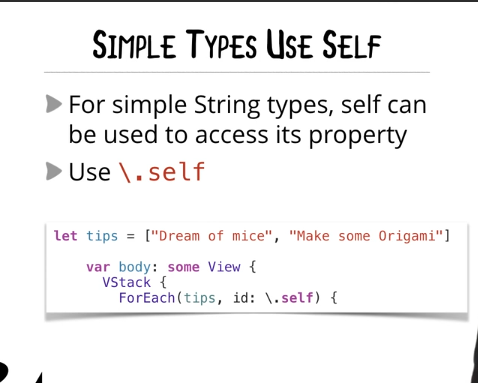 Simple Types Use Self
For simple String types, self can
be used to access its property
Use \.self
let tips = ["Dream of mice", "Make some Origami"]
var body: some View {
VStack {
ForEach(tips, id: \.self) {